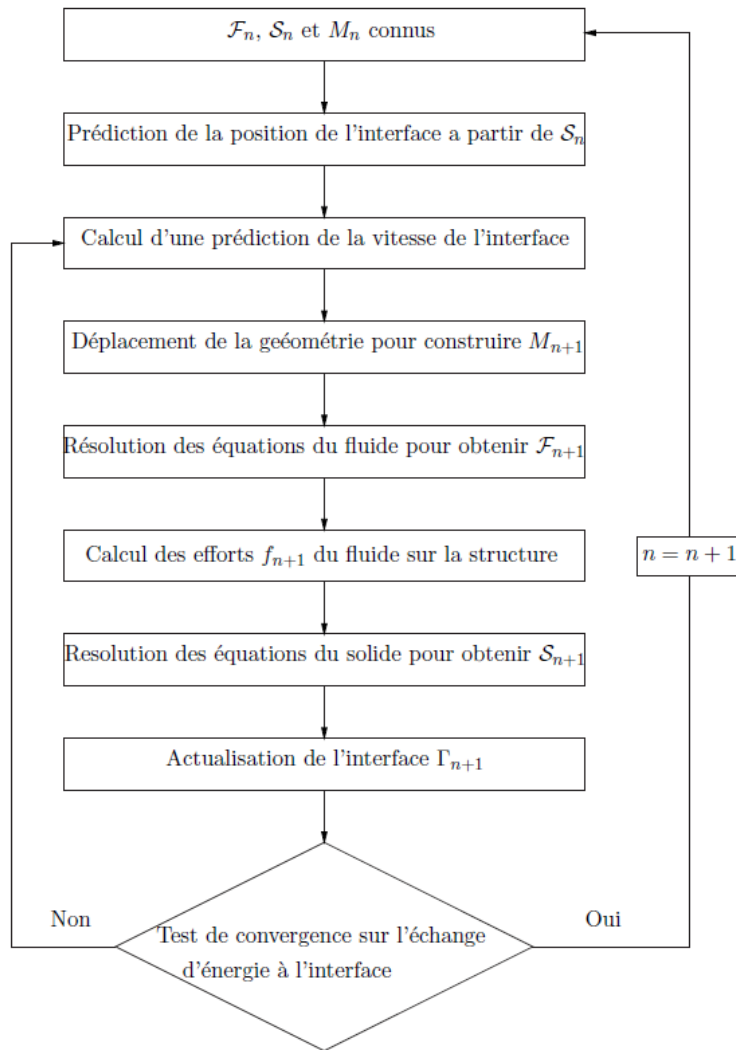 𝓕ₙ, 𝓢ₙ et Mₙ connus
Prédiction de la position de l'interface a partir de 𝓢ₙ
Calcul d'une prédiction de la vitesse de l'interface
Déplacement de la geéométrie pour construire Mₙ₊₁
Résolution des équations du fluide pour obtenir 𝓕ₙ₊₁
Calcul des efforts fₙ₊₁ du fluide sur la structure
n = n + 1
Resolution des équations du solide pour obtenir 𝓢ₙ₊₁
Actualisation de l'interface Γₙ₊₁
Non
Oui
Test de convergence sur l'échange
d'énergie à l'interface